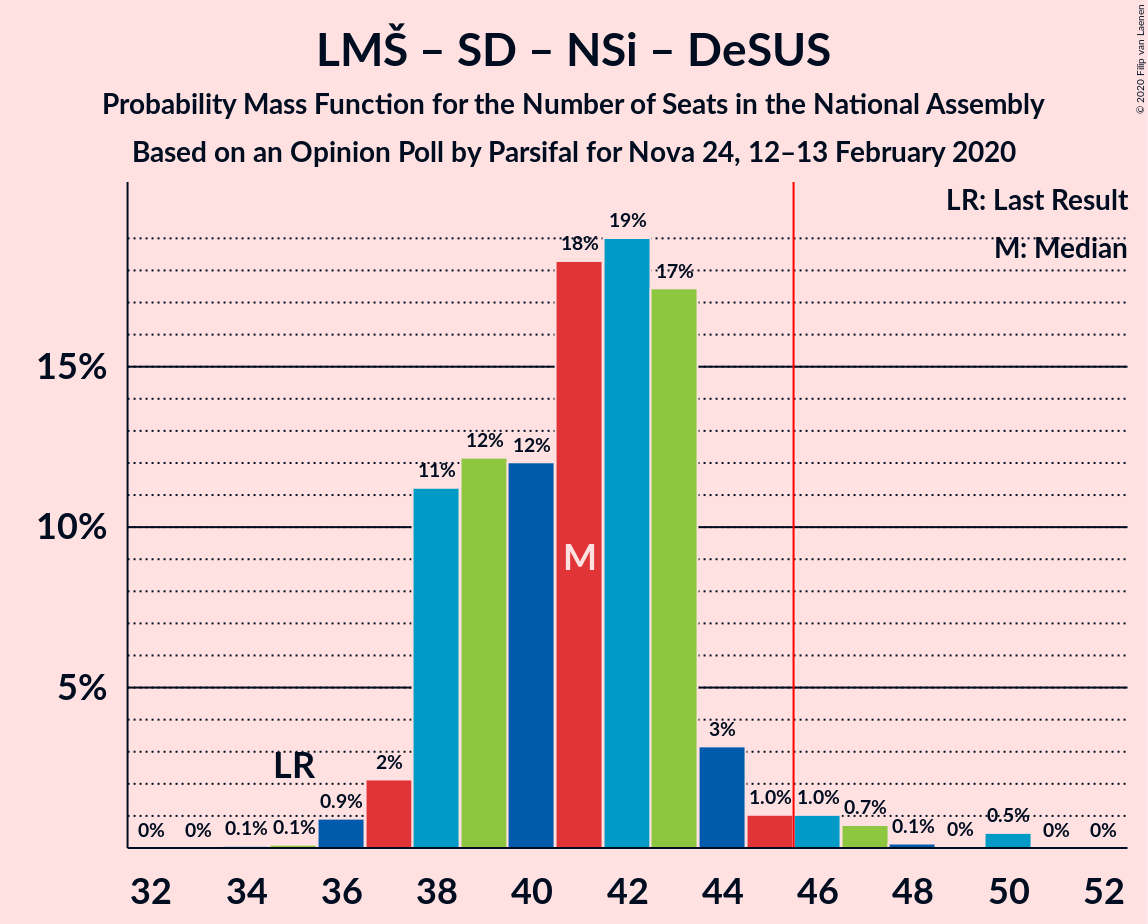 LMŠ – SD – NSi – DeSUS
Probability Mass Function for the Number of Seats in the National Assembly
Based on an Opinion Poll by Parsifal for Nova 24, 12–13 February 2020
© 2020 Filip van Laenen
LR: Last Result
M: Median
15%
10%
5%
0%
0%
0.1%
0.1%
0.9%
2%
11%
12%
12%
18%
19%
17%
3%
1.0%
1.0%
0.7%
0.1%
0%
0.5%
0%
0%
LR
M
32 34 36 38 40 42 44 46 48 50 52